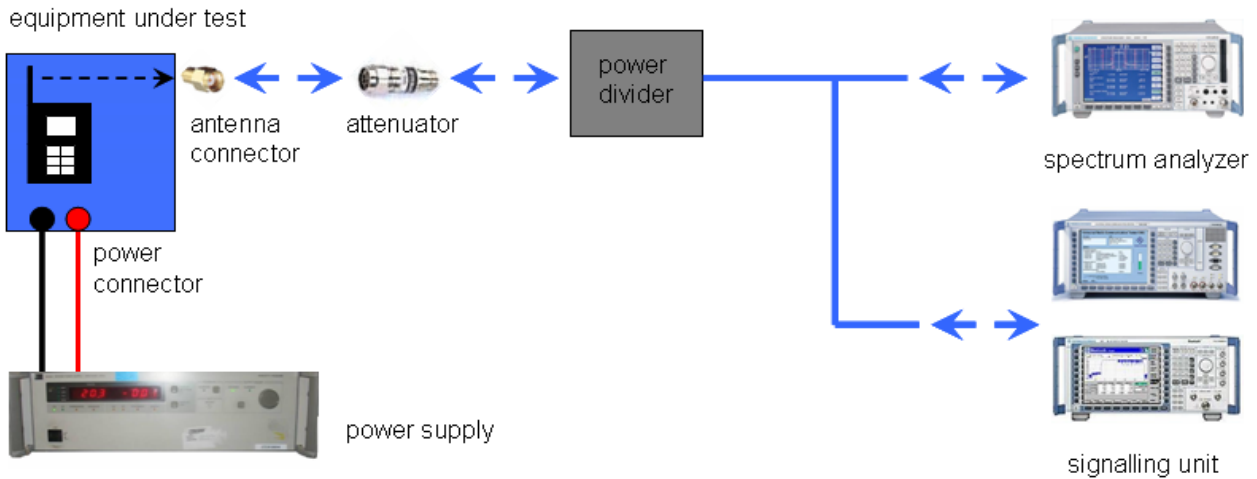 equipment under test
antenna
connector
attenuator
power
divider
spectrum analyzer
power
connector
power supply
signalling unit